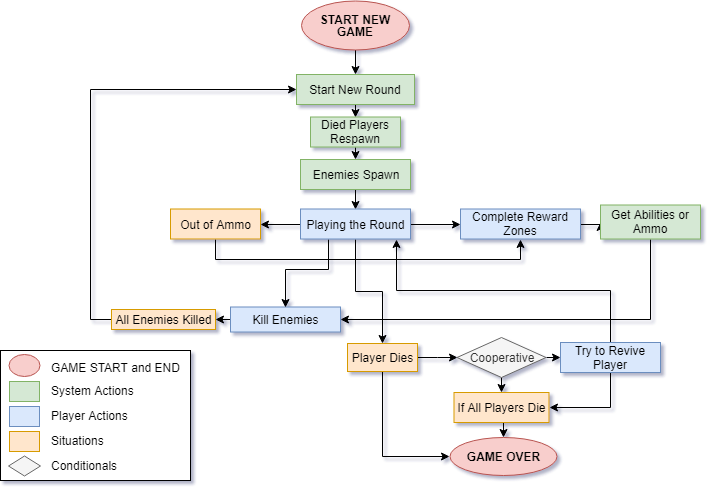 START NEW
GAME
Start New Round
Died Players
Respawn
Enemies Spawn
Out of Ammo
Playing the Round
Complete Reward
Zones
Get Abilities or
Ammo
All Enemies Killed
Kill Enemies
Player Dies
Cooperative
Try to Revive
Player
If All Players Die
GAME OVER
GAME START and END
System Actions
Player Actions
Situations
Conditionals